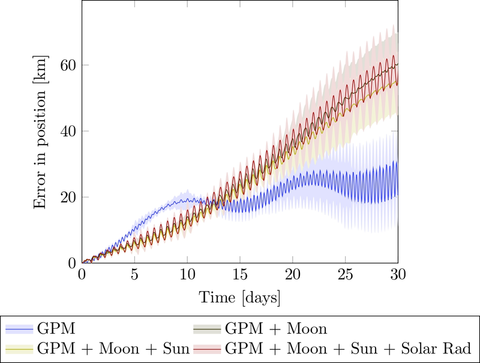 60
40
20
0
0 5 10 15 20 25 30
Error in position [km]
Time [days]
GPM GPM + Moon
GPM + Moon + Sun GPM + Moon + Sun + Solar Rad